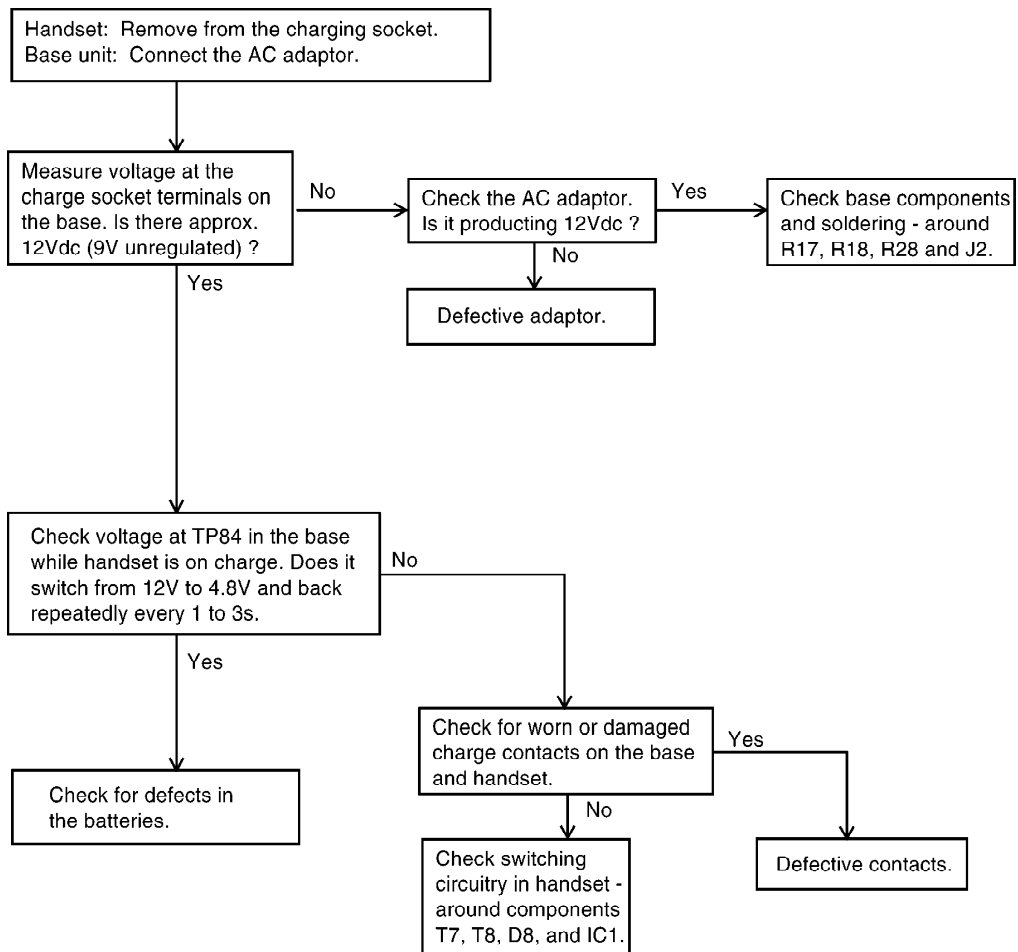 Handset: Remove from the charging socket.
Base unit: Connect the AC adaptor.
Measure voltage at the
charge socket terminals on
the base. Is there approx.
12Vdc (9V unregulated) ?
No
Check the AC adaptor.
Is it producting 12Vdc ?
Yes
Check base components
and soldering - around
R17, R18, R28 and J2.
No
Defective adaptor.
Yes
Check voltage at TP84 in the base
while handset is on charge. Does it
switch from 12V to 4.8V and back
repeatedly every 1 to 3s.
No
Yes
Check for defects in
the batteries.
Check for worn or damaged
charge contacts on the base
and handset.
Yes
No
Check switching
circuitry in handset -
around components
T7, T8, D8, and IC1.
Defective contacts.